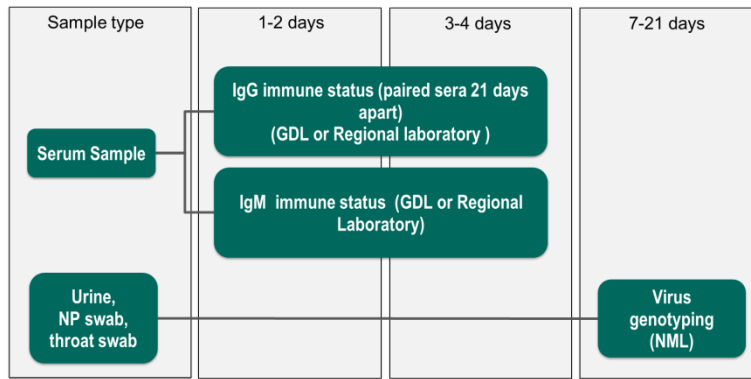 Sample type
1-2 days
3-4 days
7-21 days
IgG immune status (paired sera 21 days
apart)
(GDL or Regional laboratory )
Serum Sample
IgM  immune status  (GDL or Regional
Laboratory)
Urine,
NP swab,
throat swab
Virus
genotyping
(NML)